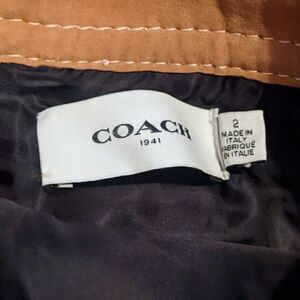 COACH
1941
2
MADE IN
ITALY
FABRIQUÉ
EN ITALIE